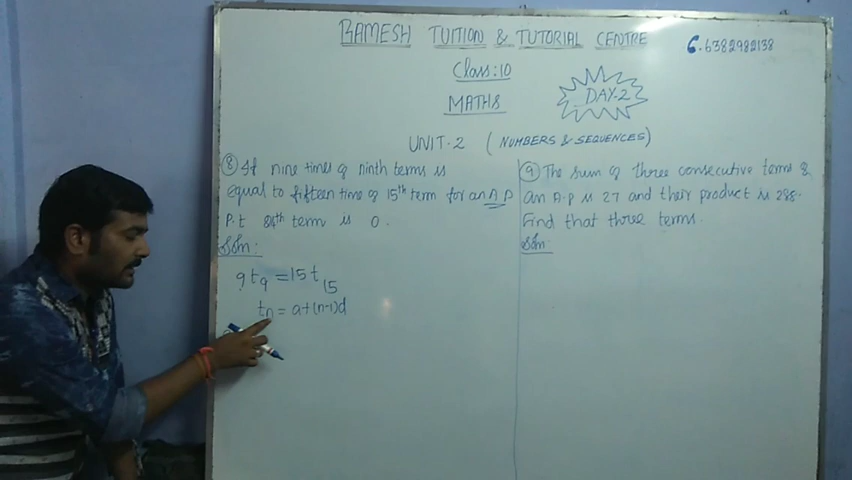 RAMESH TUITION & TUTORIAL CENTRE
6382982138
Class:10
MATHS
DAY-2
UNIT.2 (NUMBERS & SEQUENCES)
⑧ If nine times of ninth terms is
equal to fifteen time of 15th term for an A.P
P.t 24th term is 0.
Soln:
9t9 = 15t15
tn = a+(n-1)d
⑨ The sum of three consecutive terms of
an A.P is 27 and their product is 288.
Find that three terms.
Soln: